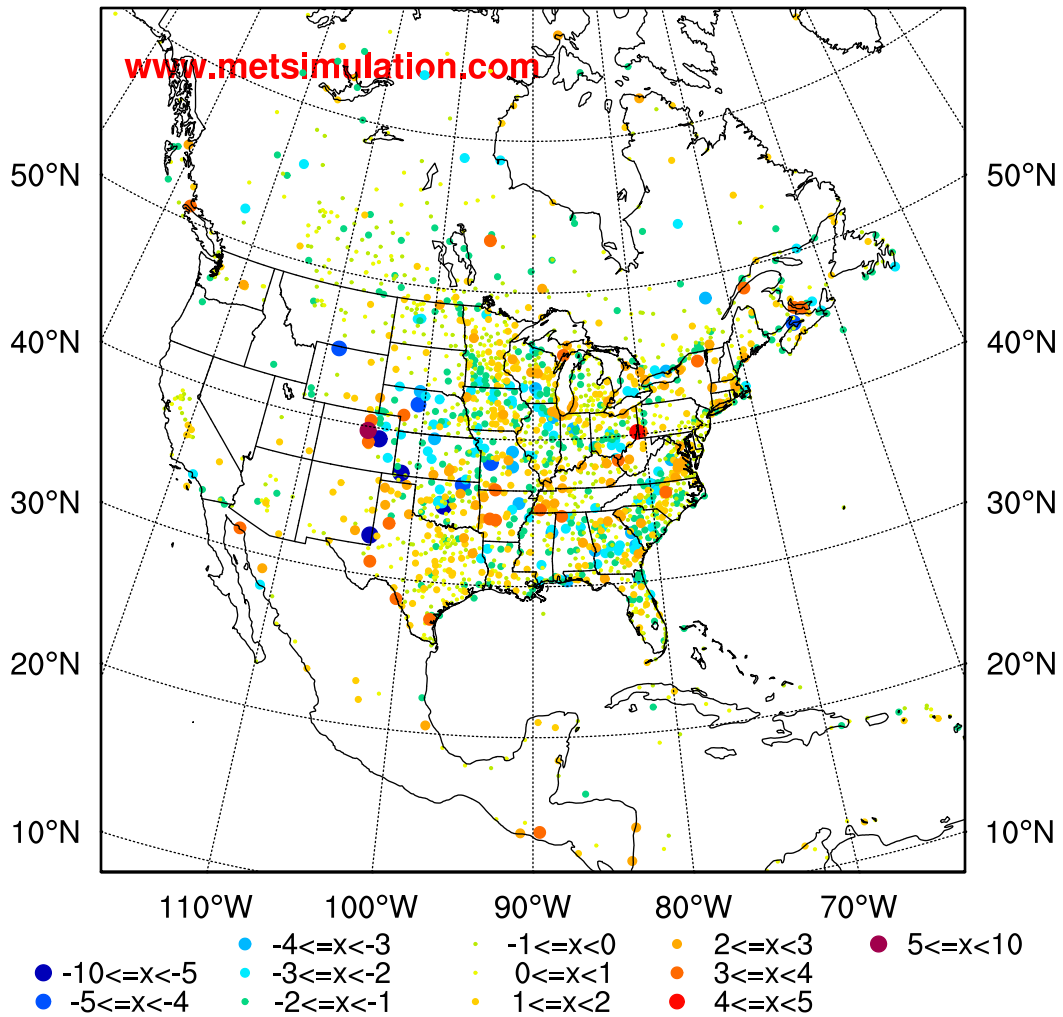 www.metsimulation.com
50°N 50°N
40°N 40°N
30°N 30°N
20°N 20°N
10°N 10°N
110°W 100°W 90°W 80°W 70°W
-4<=x<-3 -1<=x<0 2<=x<3 5<=x<10
-10<=x<-5 -3<=x<-2 0<=x<1 3<=x<4
-5<=x<-4 -2<=x<-1 1<=x<2 4<=x<5